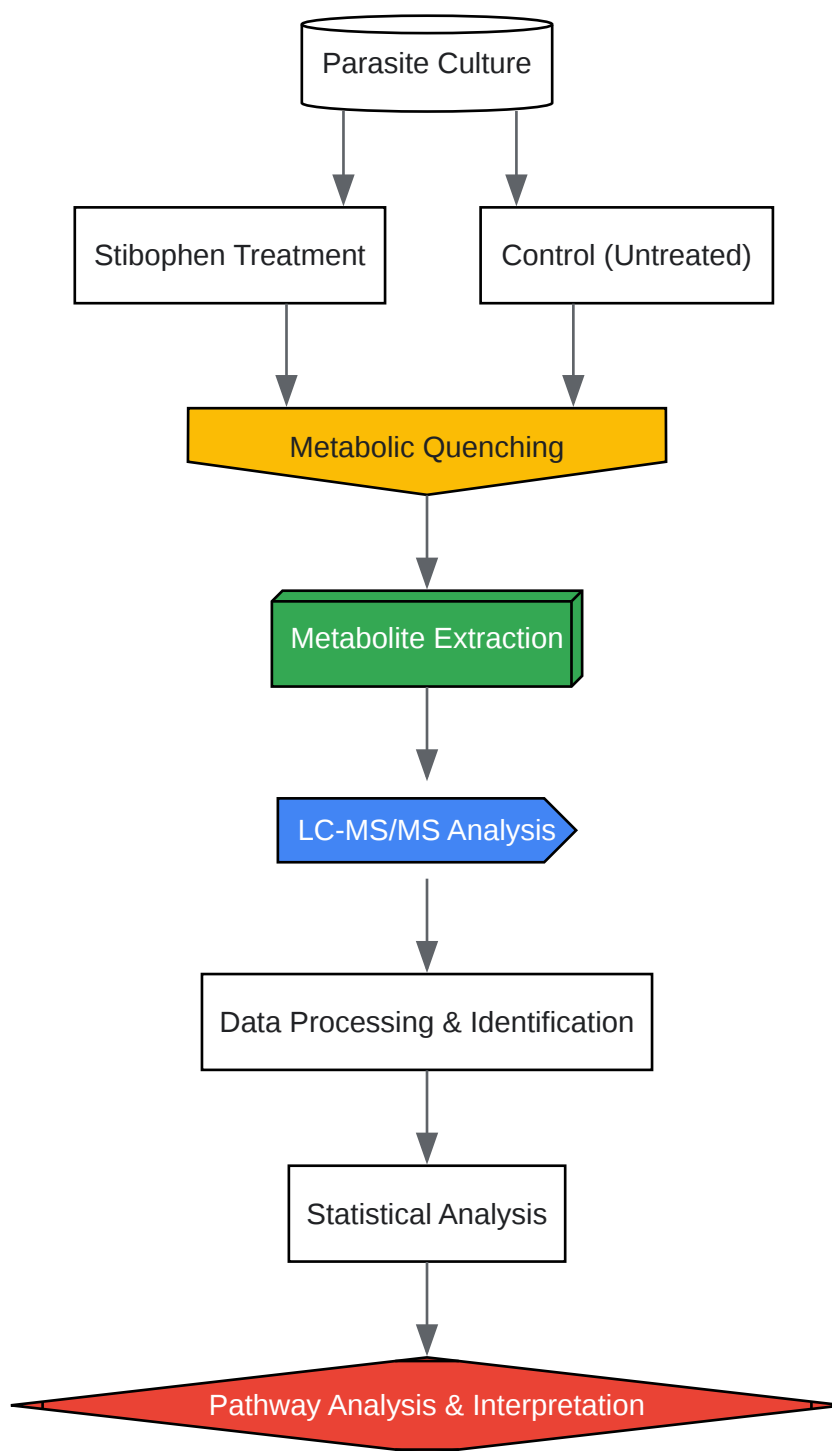 Parasite Culture
Stibophen Treatment
Control (Untreated)
Metabolic Quenching
Metabolite Extraction
LC-MS/MS Analysis
Data Processing & Identification
Statistical Analysis
Pathway Analysis & Interpretation